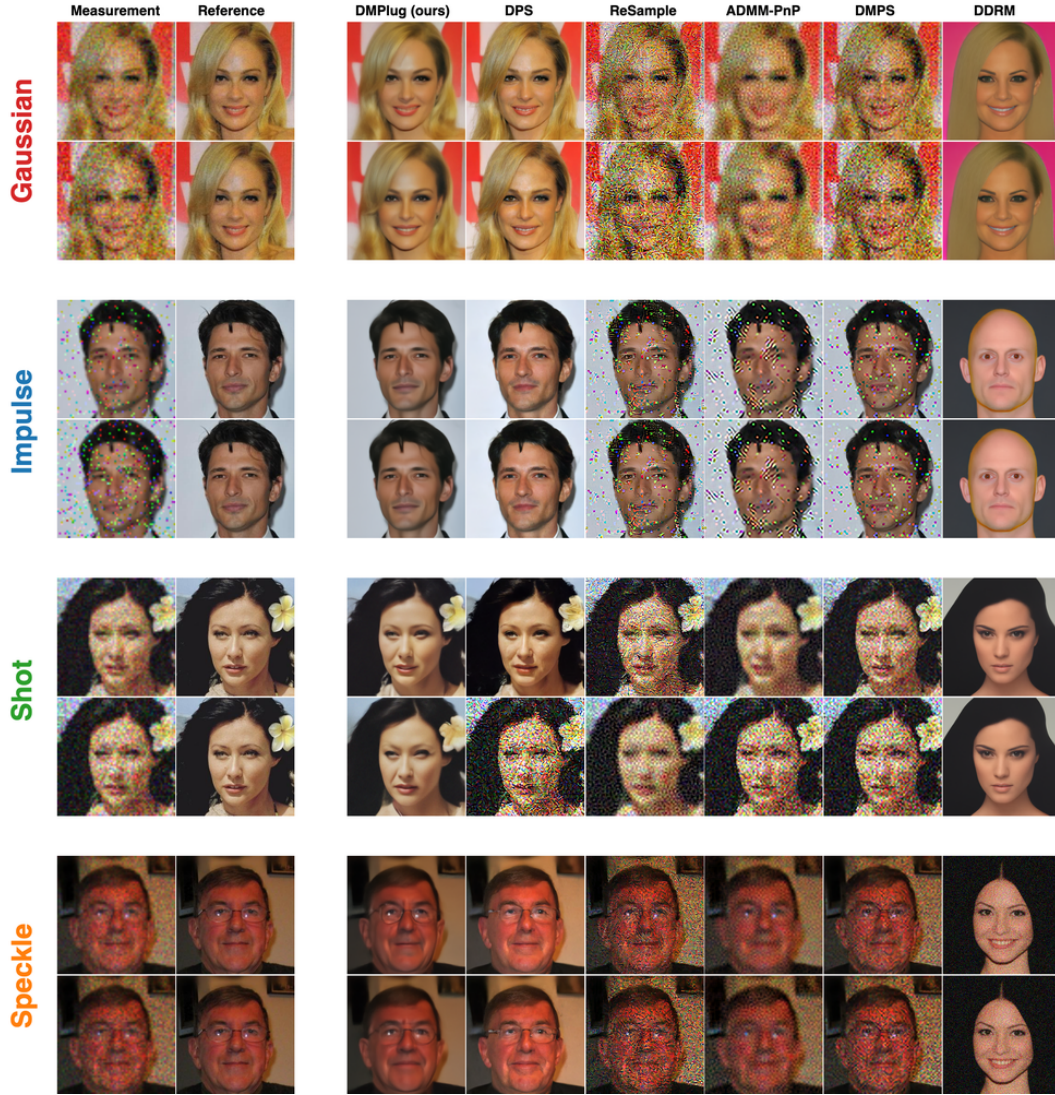 Measurement Reference DMPlug (ours) DPS ReSample ADMM-PnP DMPS DDRM
Gaussian
Impulse
Shot
Speckle